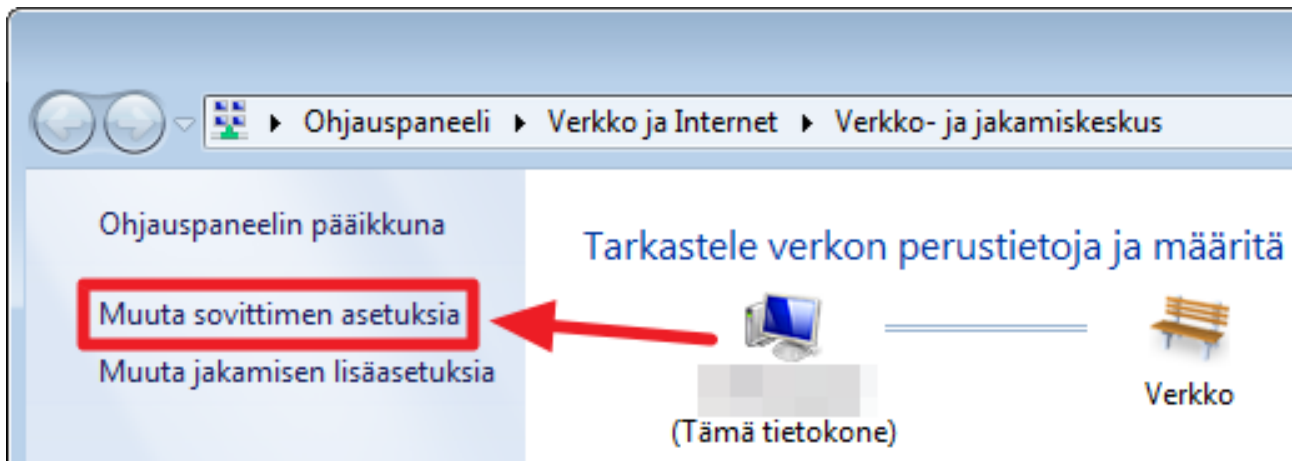 Ohjauspaneeli Verkko ja Internet Verkko- ja jakamiskeskus
Ohjauspaneelin pääikkuna
Tarkastele verkon perustietoja ja määritä
Muuta sovittimen asetuksia
Muuta jakamisen lisäasetuksia
Verkko
(Tämä tietokone)